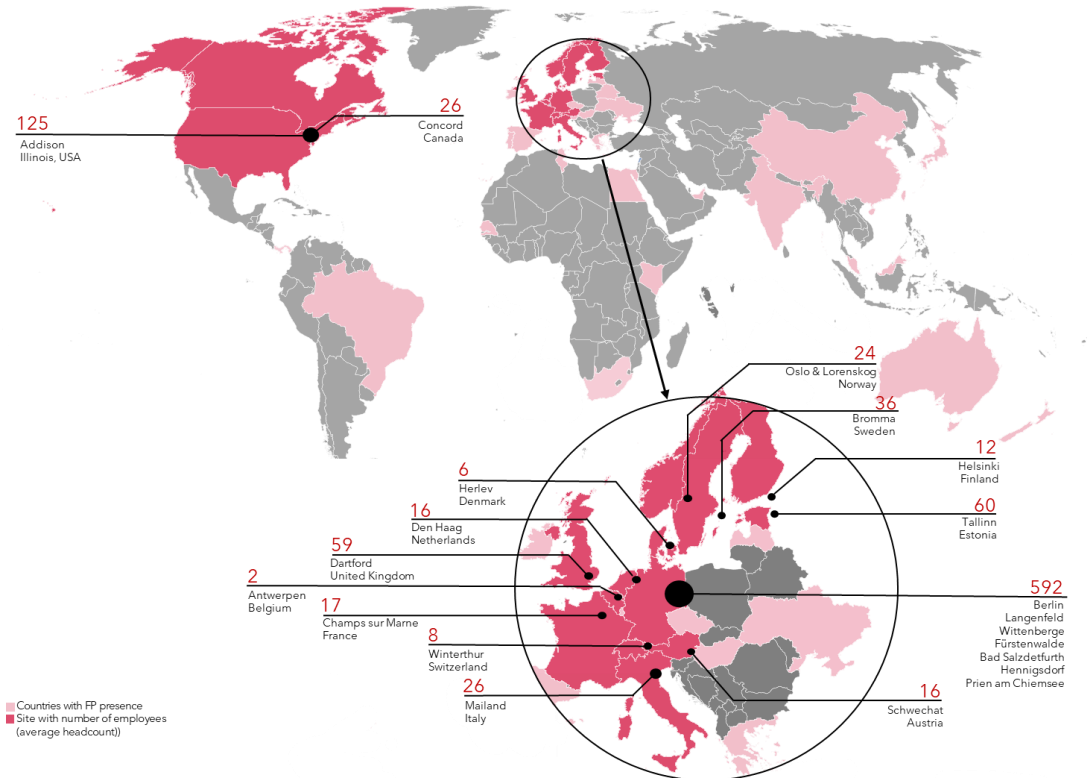 125
Addison
Illinois, USA
26
Concord
Canada
24
Oslo & Lorenskog
Norway
36
Bromma
Sweden
12
Helsinki
Finland
6
Herlev
Denmark
16
Den Haag
Netherlands
60
Tallinn
Estonia
59
Dartford
United Kingdom
2
Antwerpen
Belgium
17
Champs sur Marne
France
592
Berlin
Langenfeld
Wittenberge
Fürstenwalde
Bad Salzdetfurth
Hennigsdorf
Prien am Chiemsee
8
Winterthur
Switzerland
26
Mailand
Italy
16
Schwechat
Austria
Countries with FP presence
Site with number of employees
(average headcount))